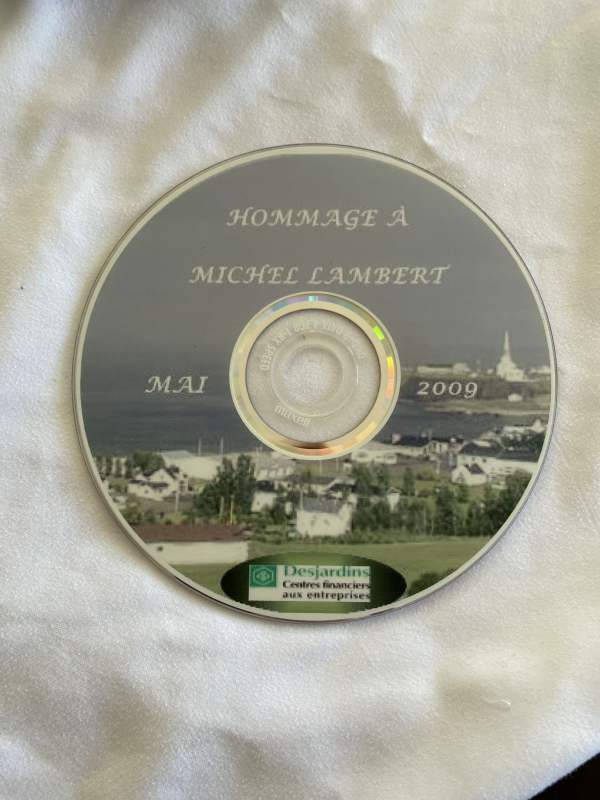 HOMMAGE À
MICHEL LAMBERT
MAI 2009
Desjardins
Centres financiers
aux entreprises